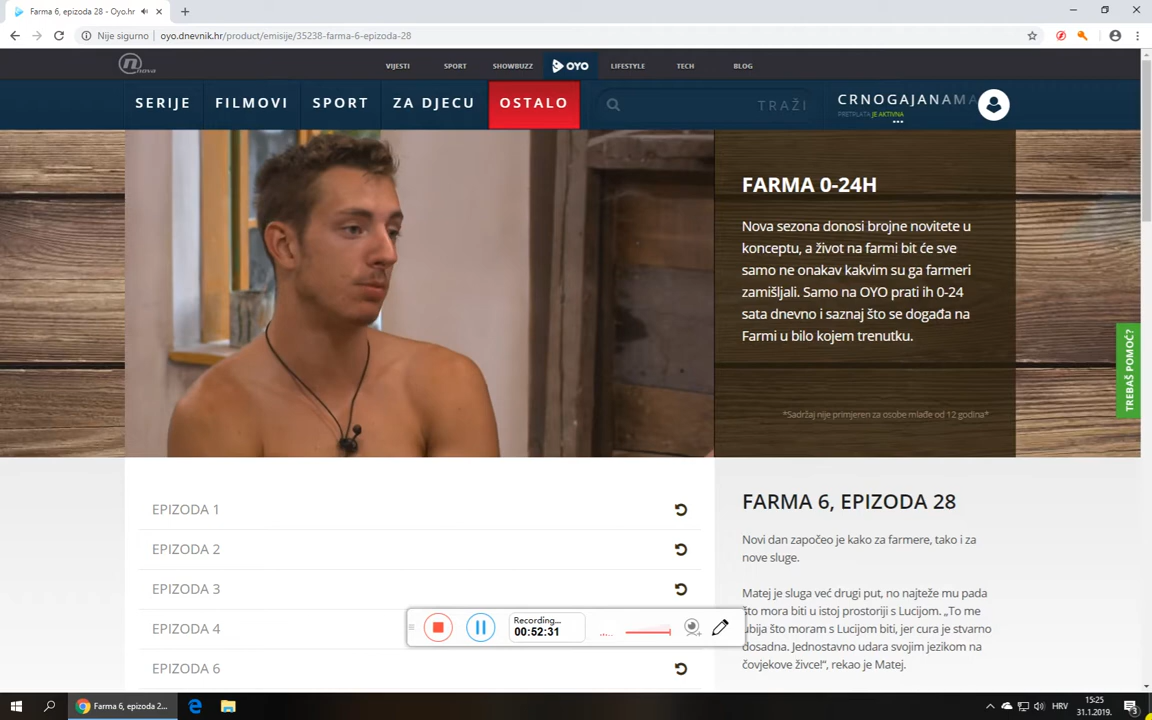 Farma 6, epizoda 28 - Oyo.hr
Nije sigurno
oyo.dnevnik.hr/product/emisije/35238-farma-6-epizoda-28
nova
VIJESTI
SPORT
SHOWBUZZ
OYO
LIFESTYLE
TECH
BLOG
SERIJE
FILMOVI
SPORT
ZA DJECU
OSTALO
TRAŽI
CRNOGAJANAMA
PRETPLATA JE AKTIVNA
FARMA 0-24H
Nova sezona donosi brojne novitete u
konceptu, a život na farmi bit će sve
samo ne onakav kakvim su ga farmeri
zamišljali. Samo na OYO prati ih 0-24
sata dnevno i saznaj što se događa na
Farmi u bilo kojem trenutku.
*Sadržaj nije primjeren za osobe mlađe od 12 godina*
TREBAŠ POMOĆ?
EPIZODA 1
EPIZODA 2
EPIZODA 3
EPIZODA 4
EPIZODA 6
FARMA 6, EPIZODA 28
Novi dan započeo je kako za farmere, tako i za
nove sluge.
Matej je sluga već drugi put, no najteže mu pada
što mora biti u istoj prostoriji s Lucijom. „To me
ubija što moram s Lucijom biti, jer cura je stvarno
dosadna. Jednostavno udara svojim jezikom na
čovjekove živce!“, rekao je Matej.
Recording...
00:52:31
Farma 6, epizoda 2...
HRV
15:25
31.1.2019.
3